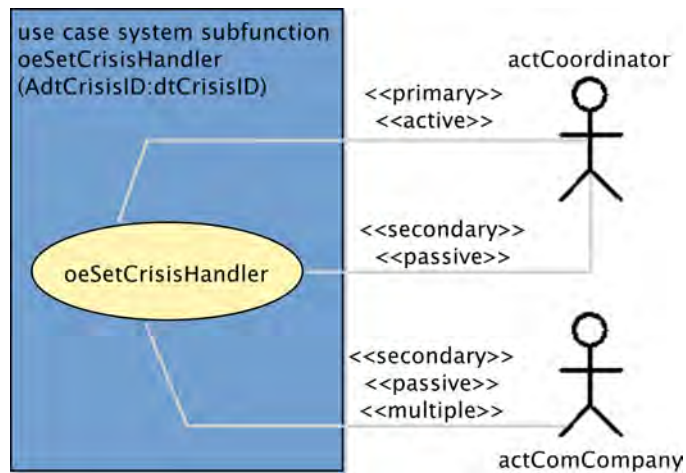 use case system subfunction
oeSetCrisisHandler
(AdtCrisisID:dtCrisisID)
actCoordinator
<<primary>>
<<active>>
<<secondary>>
<<passive>>
oeSetCrisisHandler
<<secondary>>
<<passive>>
<<multiple>>
actComCompany